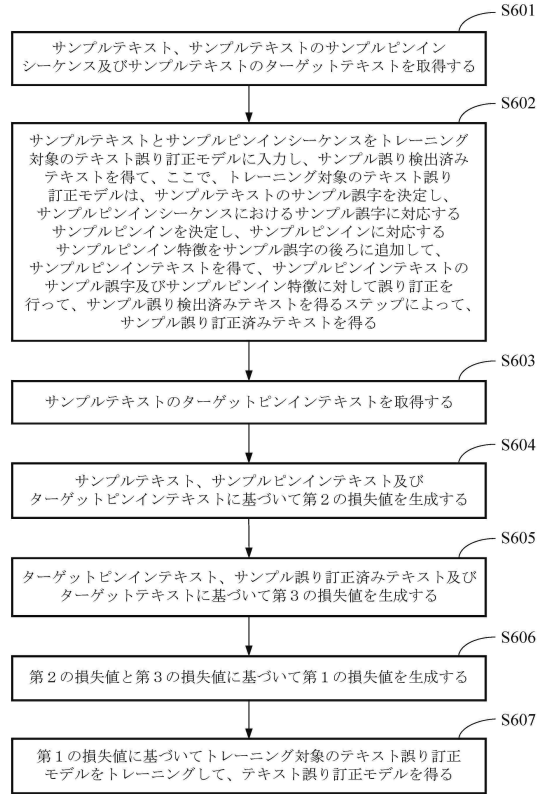 S601
サンプルテキスト、サンプルテキストのサンプルピンイン
シーケンス及びサンプルテキストのターゲットテキストを取得する
S602
サンプルテキストとサンプルピンインシーケンスをトレーニング
対象のテキスト誤り訂正モデルに入力し、サンプル誤り検出済み
テキストを得て、ここで、トレーニング対象のテキスト誤り
訂正モデルは、サンプルテキストのサンプル誤字を決定し、
サンプルピンインシーケンスにおけるサンプル誤字に対応する
サンプルピンインを決定し、サンプルピンインに対応する
サンプルピンイン特徴をサンプル誤字の後ろに追加して、
サンプルピンインテキストを得て、サンプルピンインテキストの
サンプル誤字及びサンプルピンイン特徴に対して誤り訂正を
行って、サンプル誤り検出済みテキストを得るステップによって、
サンプル誤り訂正済みテキストを得る
S603
サンプルテキストのターゲットピンインテキストを取得する
S604
サンプルテキスト、サンプルピンインテキスト及び
ターゲットピンインテキストに基づいて第2の損失値を生成する
S605
ターゲットピンインテキスト、サンプル誤り訂正済みテキスト及び
ターゲットテキストに基づいて第3の損失値を生成する
S606
第2の損失値と第3の損失値に基づいて第1の損失値を生成する
S607
第1の損失値に基づいてトレーニング対象のテキスト誤り訂正
モデルをトレーニングして、テキスト誤り訂正モデルを得る